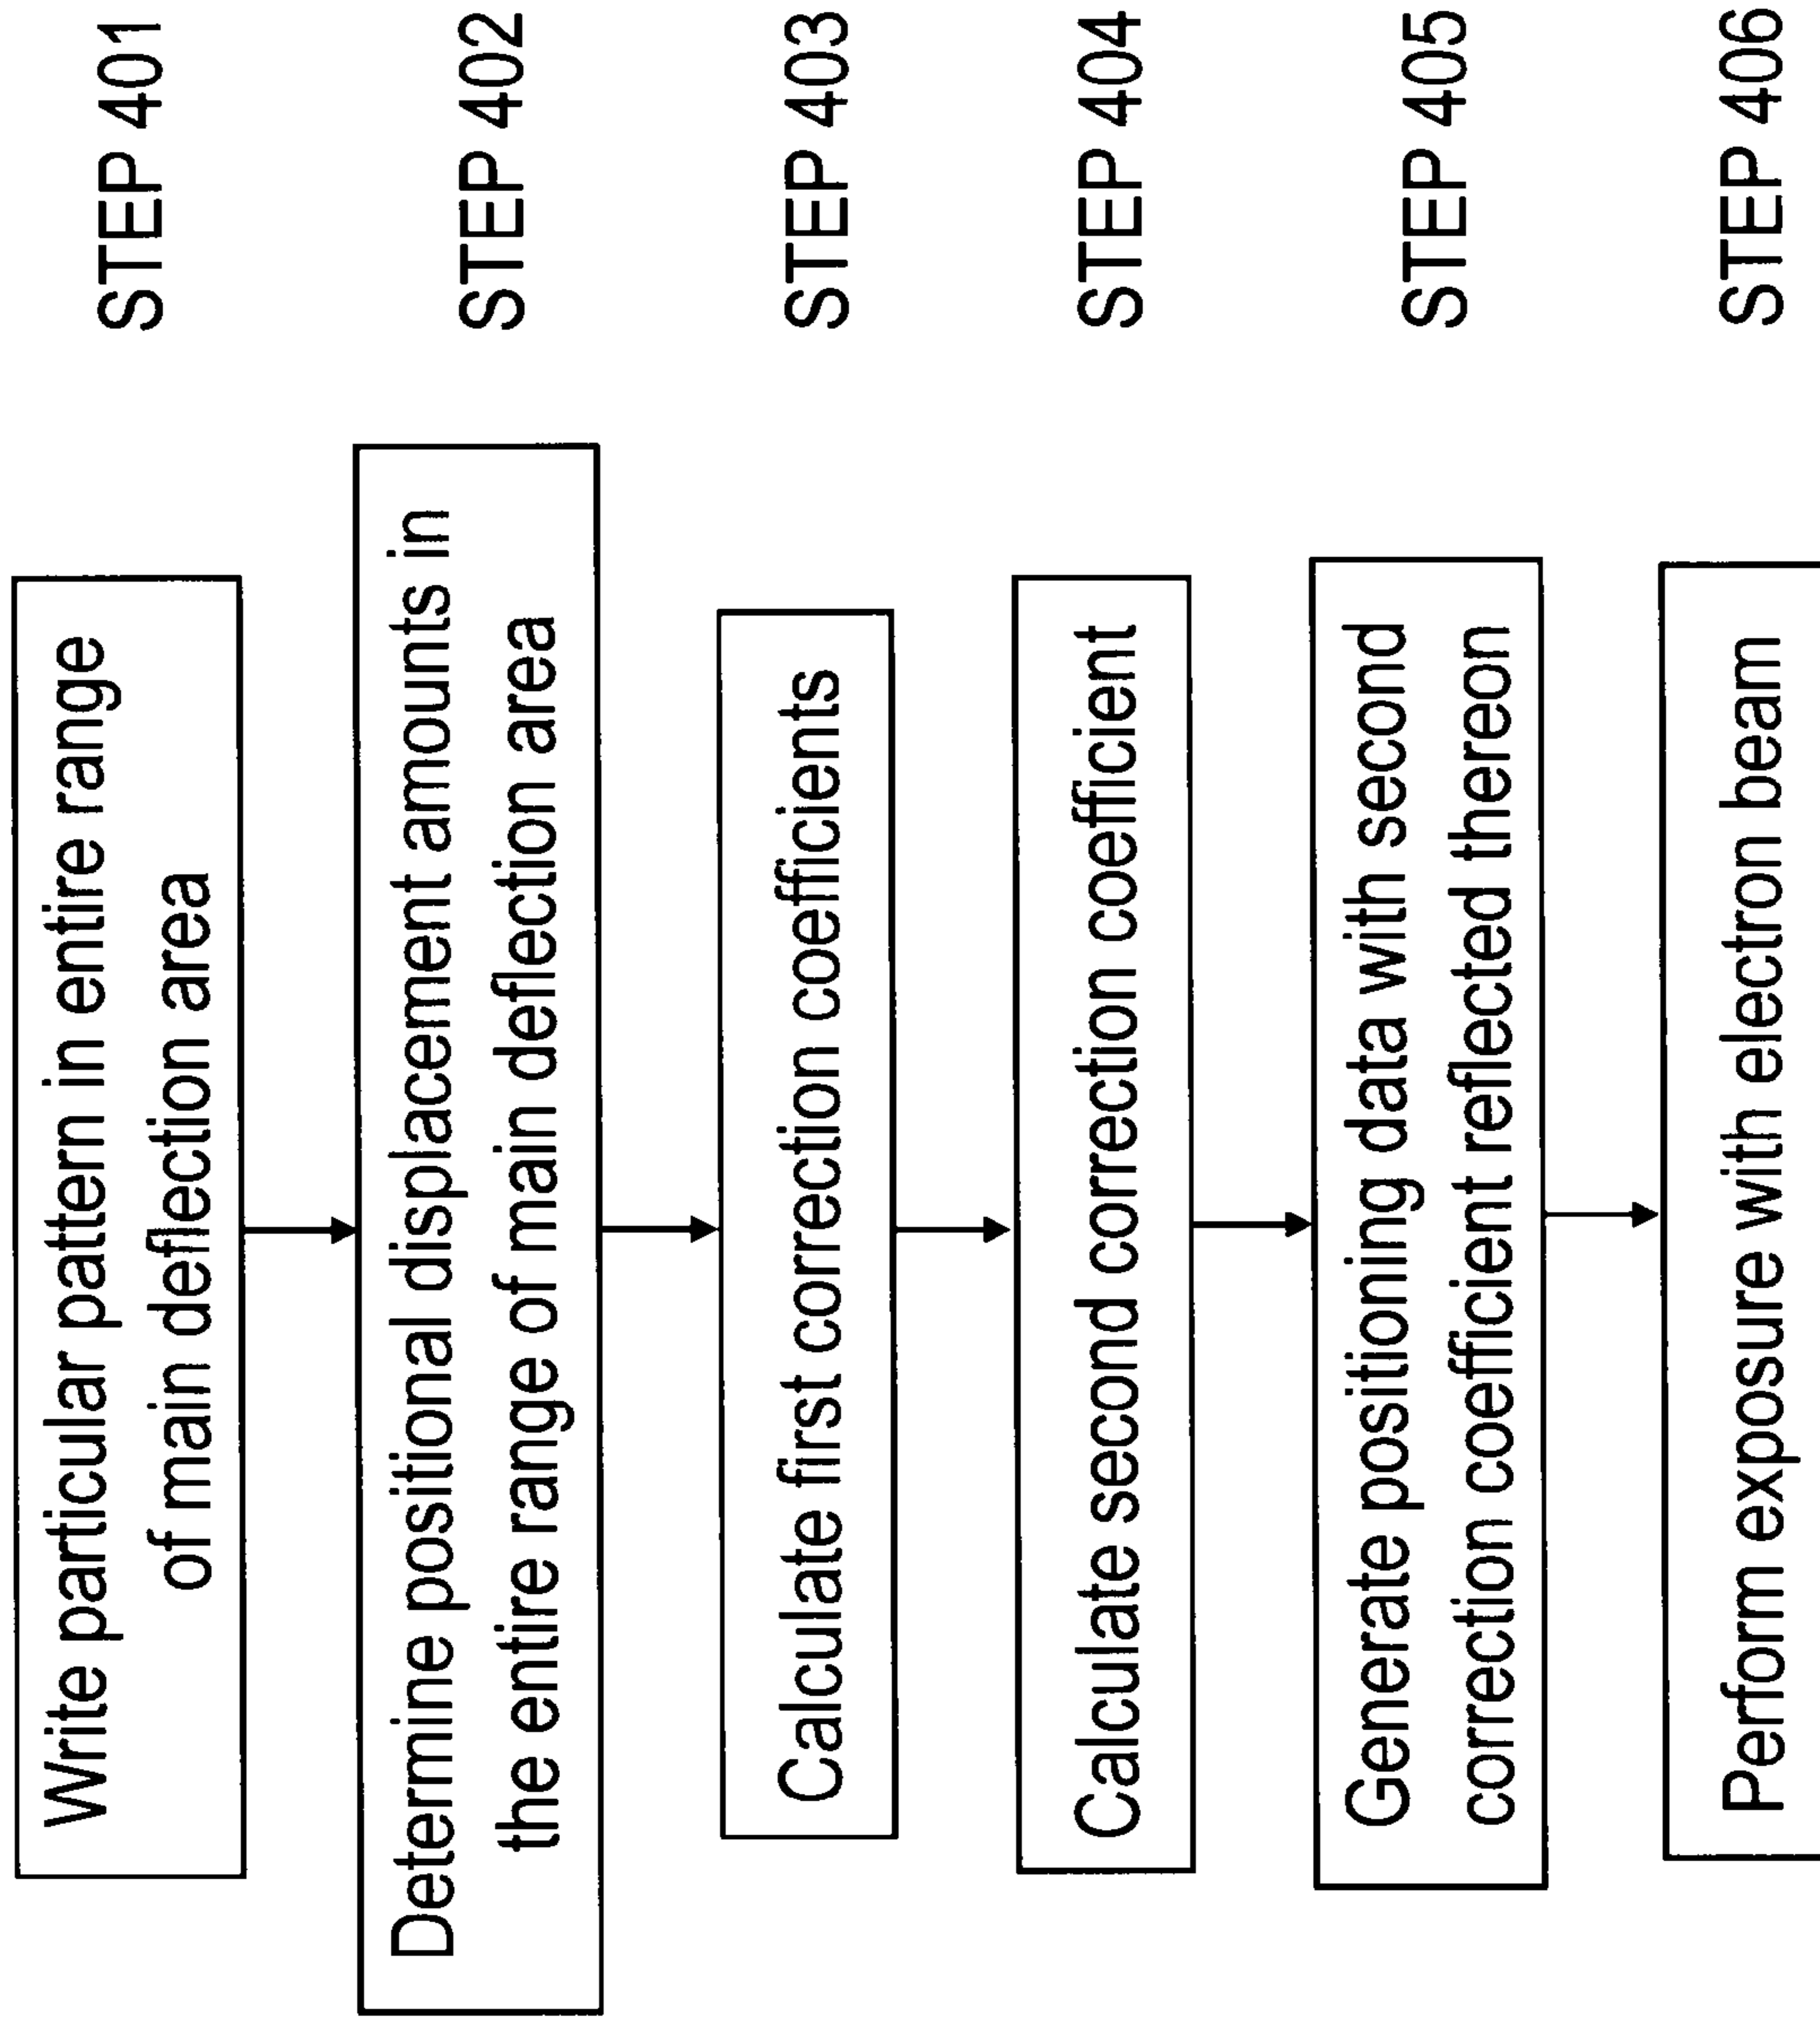 Write particular pattern in entire range
of main deflection area
STEP 401
Determine positional displacement amounts in
the entire range of main deflection area
STEP 402
Calculate first correction coefficients
STEP 403
Calculate second correction coefficient
STEP 404
Generate positioning data with second
correction coefficient reflected thereon
STEP 405
Perform exposure with electron beam
STEP 406